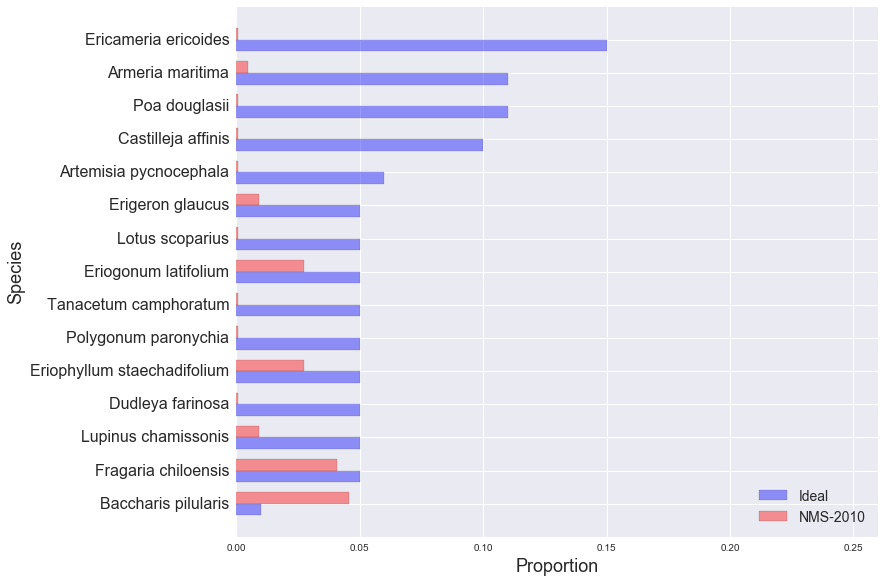 Ericameria ericoides
Armeria maritima
Poa douglasii
Castilleja affinis
Artemisia pycnocephala
Erigeron glaucus
Lotus scoparius
Eriogonum latifolium
Tanacetum camphoratum
Polygonum paronychia
Eriophyllum staechadifolium
Dudleya farinosa
Lupinus chamissonis
Fragaria chiloensis
Baccharis pilularis
Species
Ideal
NMS-2010
0.00 0.05 0.10 0.15 0.20 0.25
Proportion